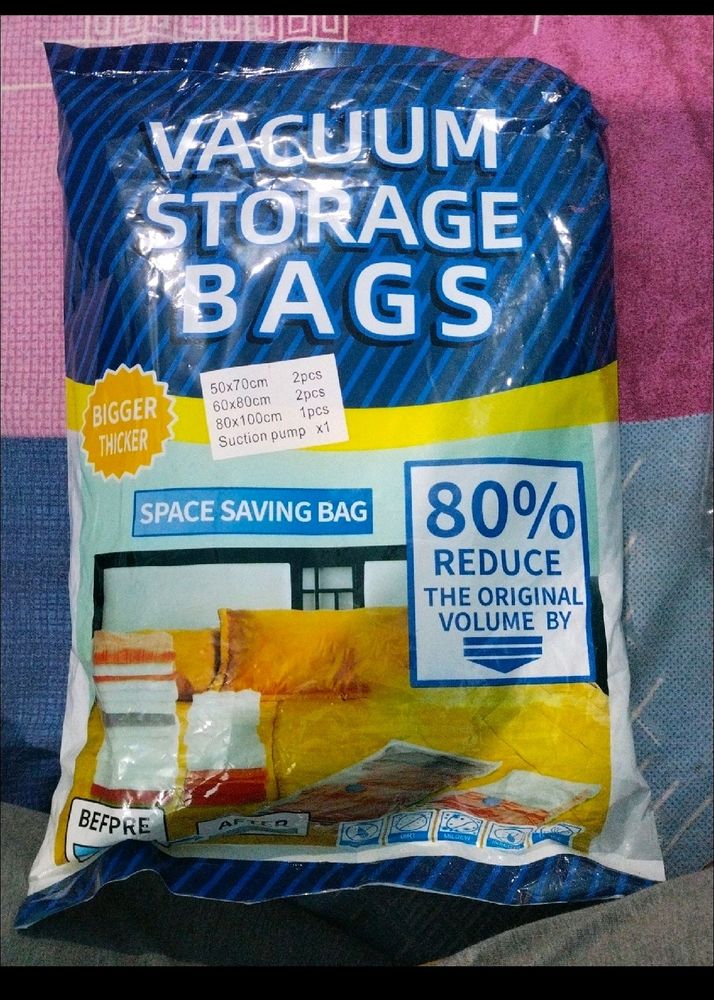 VACUUM
STORAGE
BAGS
50x70cm 2pcs
60x80cm 2pcs
80x100cm 1pcs
Suction pump x1
BIGGER
THICKER
SPACE SAVING BAG
80%
REDUCE
THE ORIGINAL
VOLUME BY
BEFPRE
AFTER